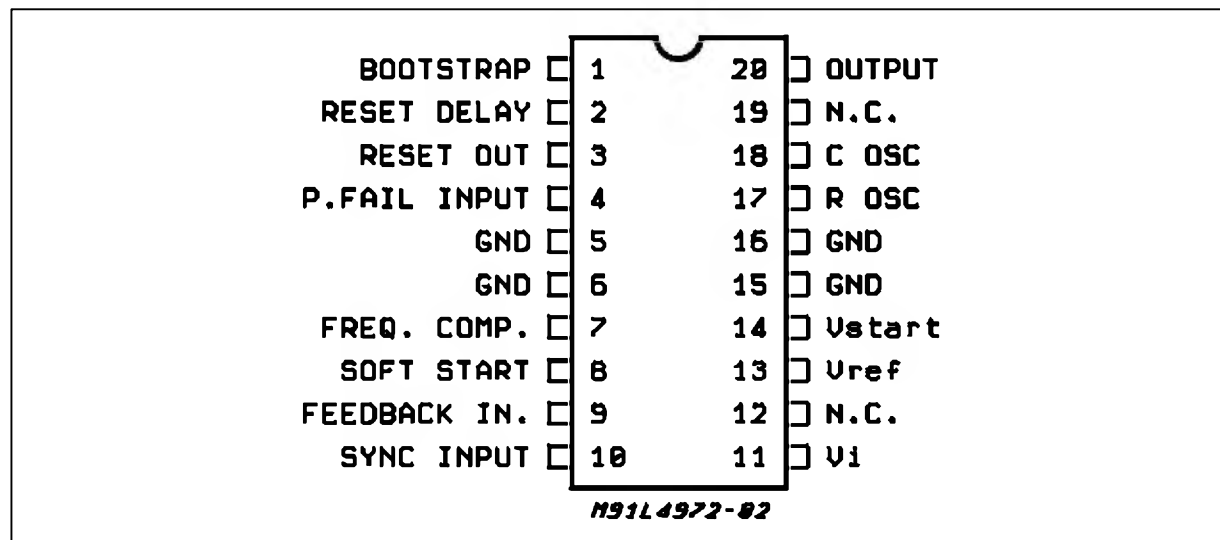 BOOTSTRAP 1 20 OUTPUT
RESET DELAY 2 19 N.C.
RESET OUT 3 18 C OSC
P.FAIL INPUT 4 17 R OSC
GND 5 16 GND
GND 6 15 GND
FREQ. COMP. 7 14 Vstart
SOFT START 8 13 Vref
FEEDBACK IN. 9 12 N.C.
SYNC INPUT 10 11 Vi
M91L4972-02